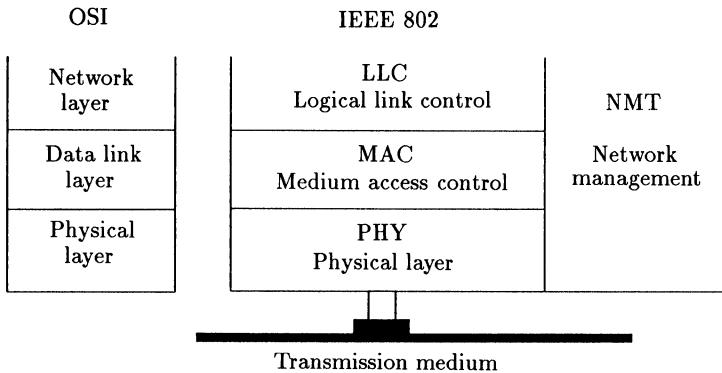 OSI
IEEE 802
Network
layer
LLC
Logical link control
NMT
Data link
layer
MAC
Medium access control
Network
management
Physical
layer
PHY
Physical layer
Transmission medium